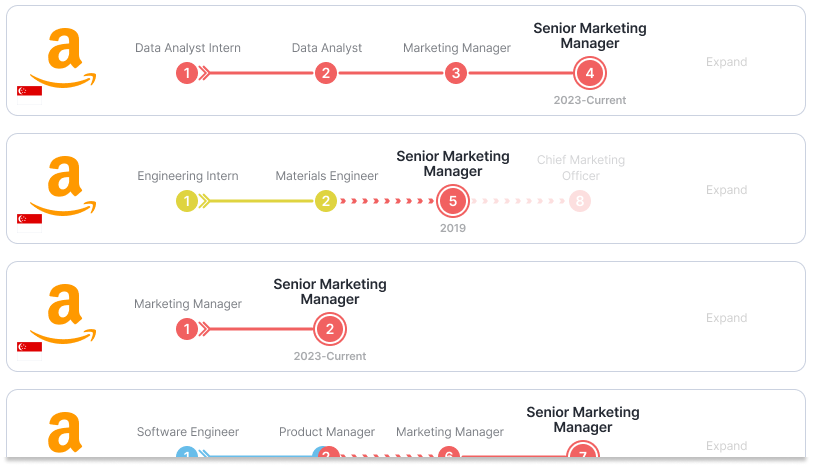 Data Analyst Intern
Data Analyst
Marketing Manager
Senior Marketing
Manager
Expand
1
2
3
4
2023-Current
Engineering Intern
Materials Engineer
Senior Marketing
Manager
Chief Marketing
Officer
Expand
1
2
5
8
2019
Marketing Manager
Senior Marketing
Manager
Expand
1
2
2023-Current
Software Engineer
Product Manager
Marketing Manager
Senior Marketing
Manager
Expand
1
6
7